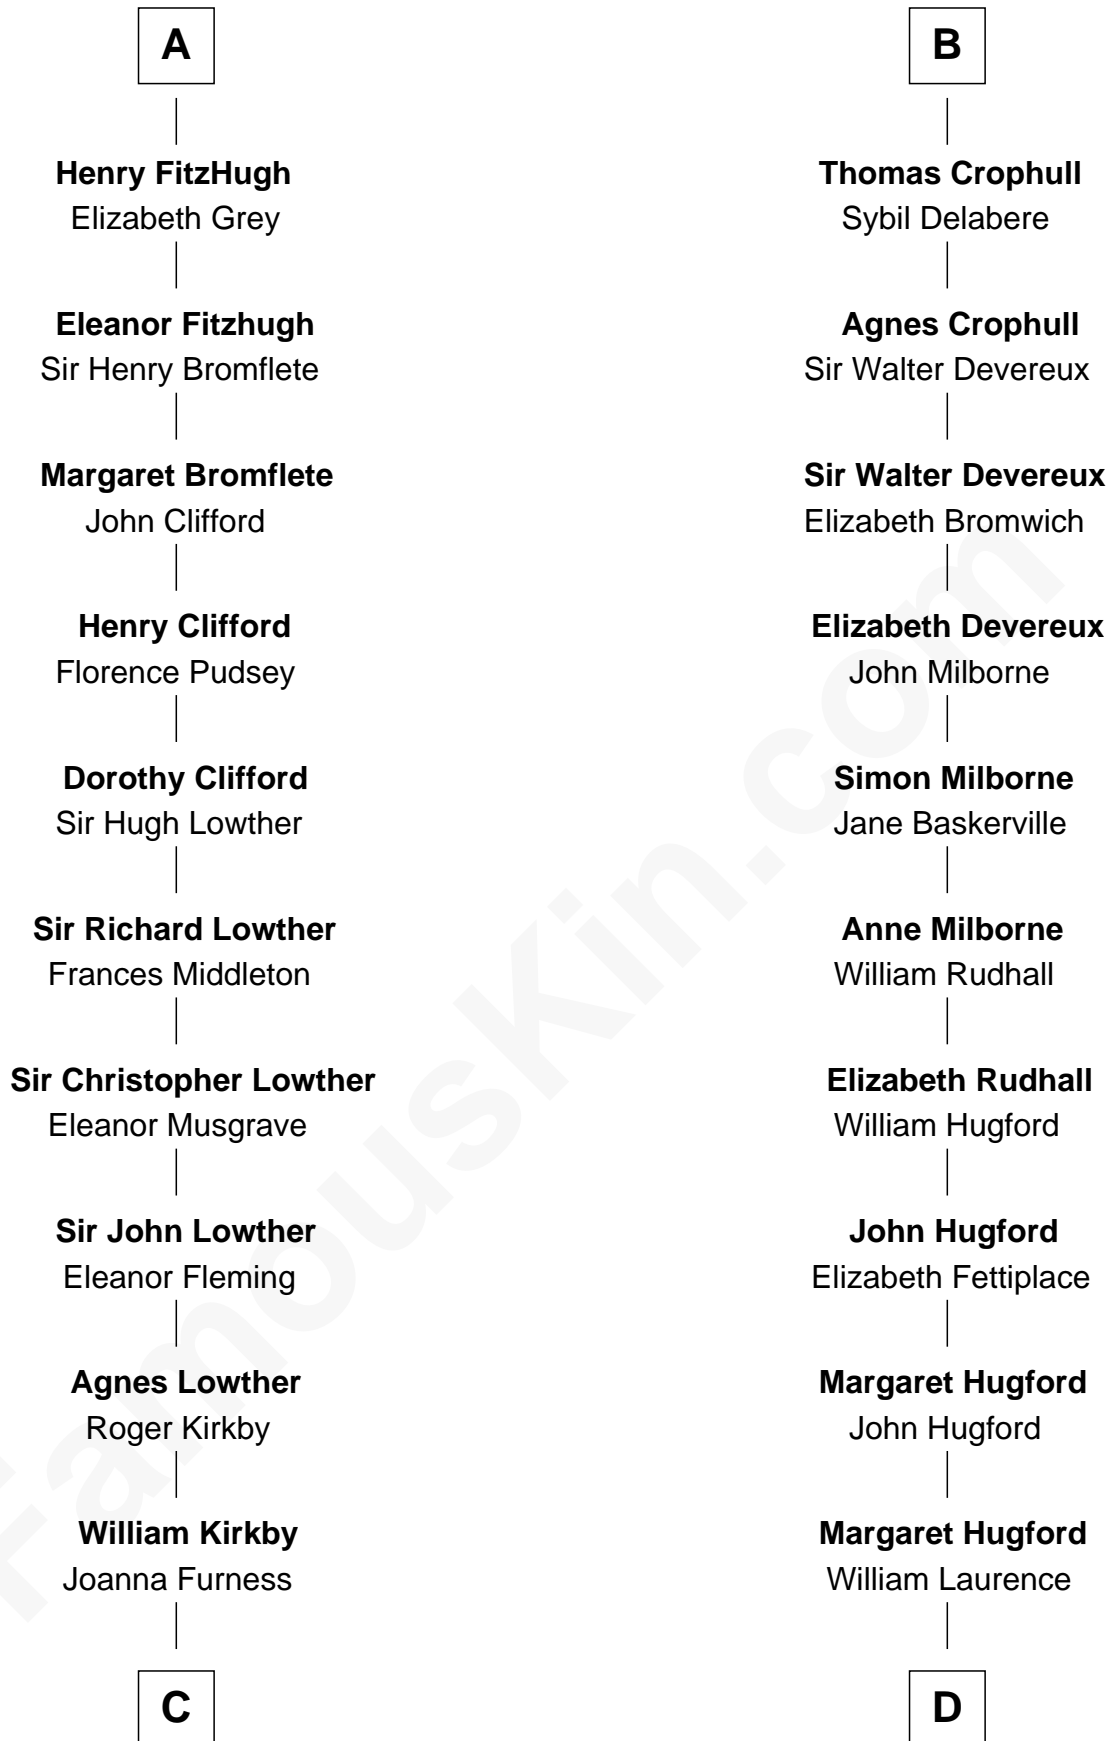 A
Henry FitzHugh
Elizabeth Grey
Eleanor Fitzhugh
Sir Henry Bromflete
Margaret Bromflete
John Clifford
Henry Clifford
Florence Pudsey
Dorothy Clifford
Sir Hugh Lowther
Sir Richard Lowther
Frances Middleton
Sir Christopher Lowther
Eleanor Musgrave
Sir John Lowther
Eleanor Fleming
Agnes Lowther
Roger Kirkby
William Kirkby
Joanna Furness
C
B
Thomas Crophull
Sybil Delabere
Agnes Crophull
Sir Walter Devereux
Sir Walter Devereux
Elizabeth Bromwich
Elizabeth Devereux
John Milborne
Simon Milborne
Jane Baskerville
Anne Milborne
William Rudhall
Elizabeth Rudhall
William Hugford
John Hugford
Elizabeth Fettiplace
Margaret Hugford
John Hugford
Margaret Hugford
William Laurence
D
FamousKin.com